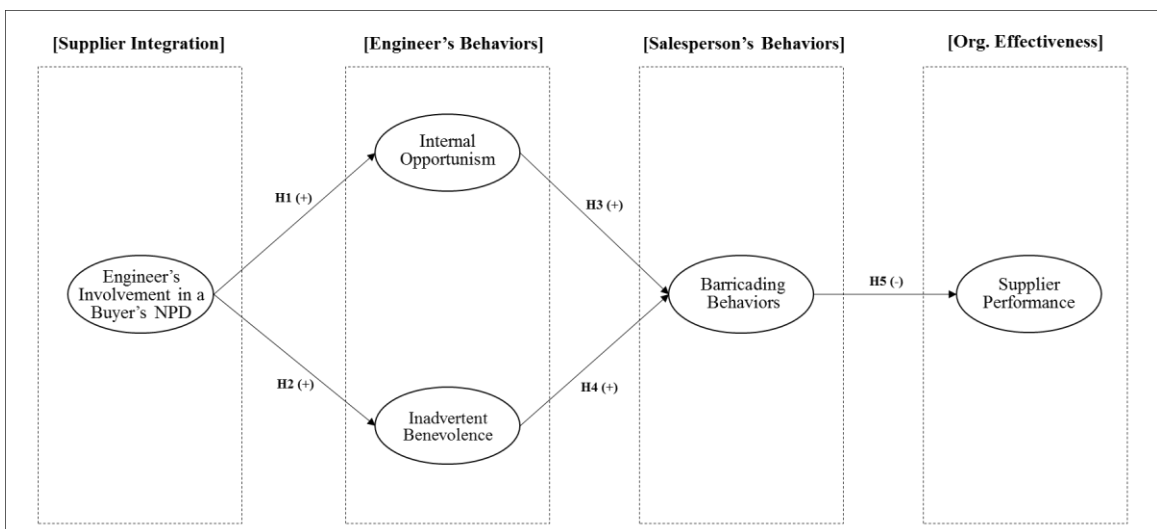 [Supplier Integration]
[Engineer's Behaviors]
[Salesperson's Behaviors]
[Org. Effectiveness]
Internal
Opportunism
H1 (+)
H3 (+)
Engineer's
Involvement in a
Buyer's NPD
Barricading
Behaviors
H5 (-)
Supplier
Performance
H2 (+)
H4 (+)
Inadvertent
Benevolence